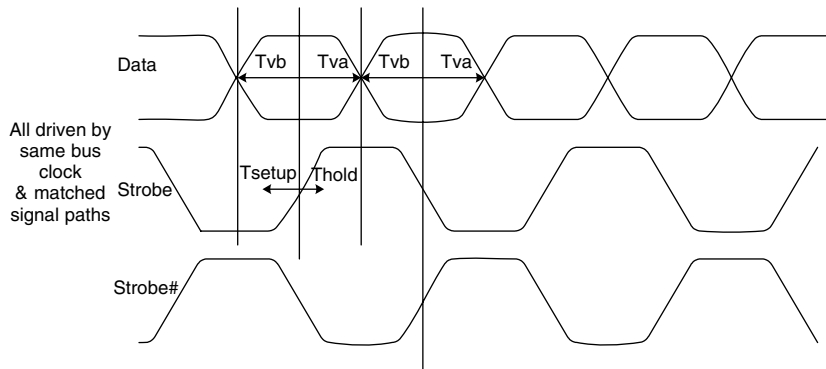 Data
Tvb
Tva
Tvb
Tva
All driven by
same bus
clock
& matched
signal paths
Tsetup
Thold
Strobe
Strobe#